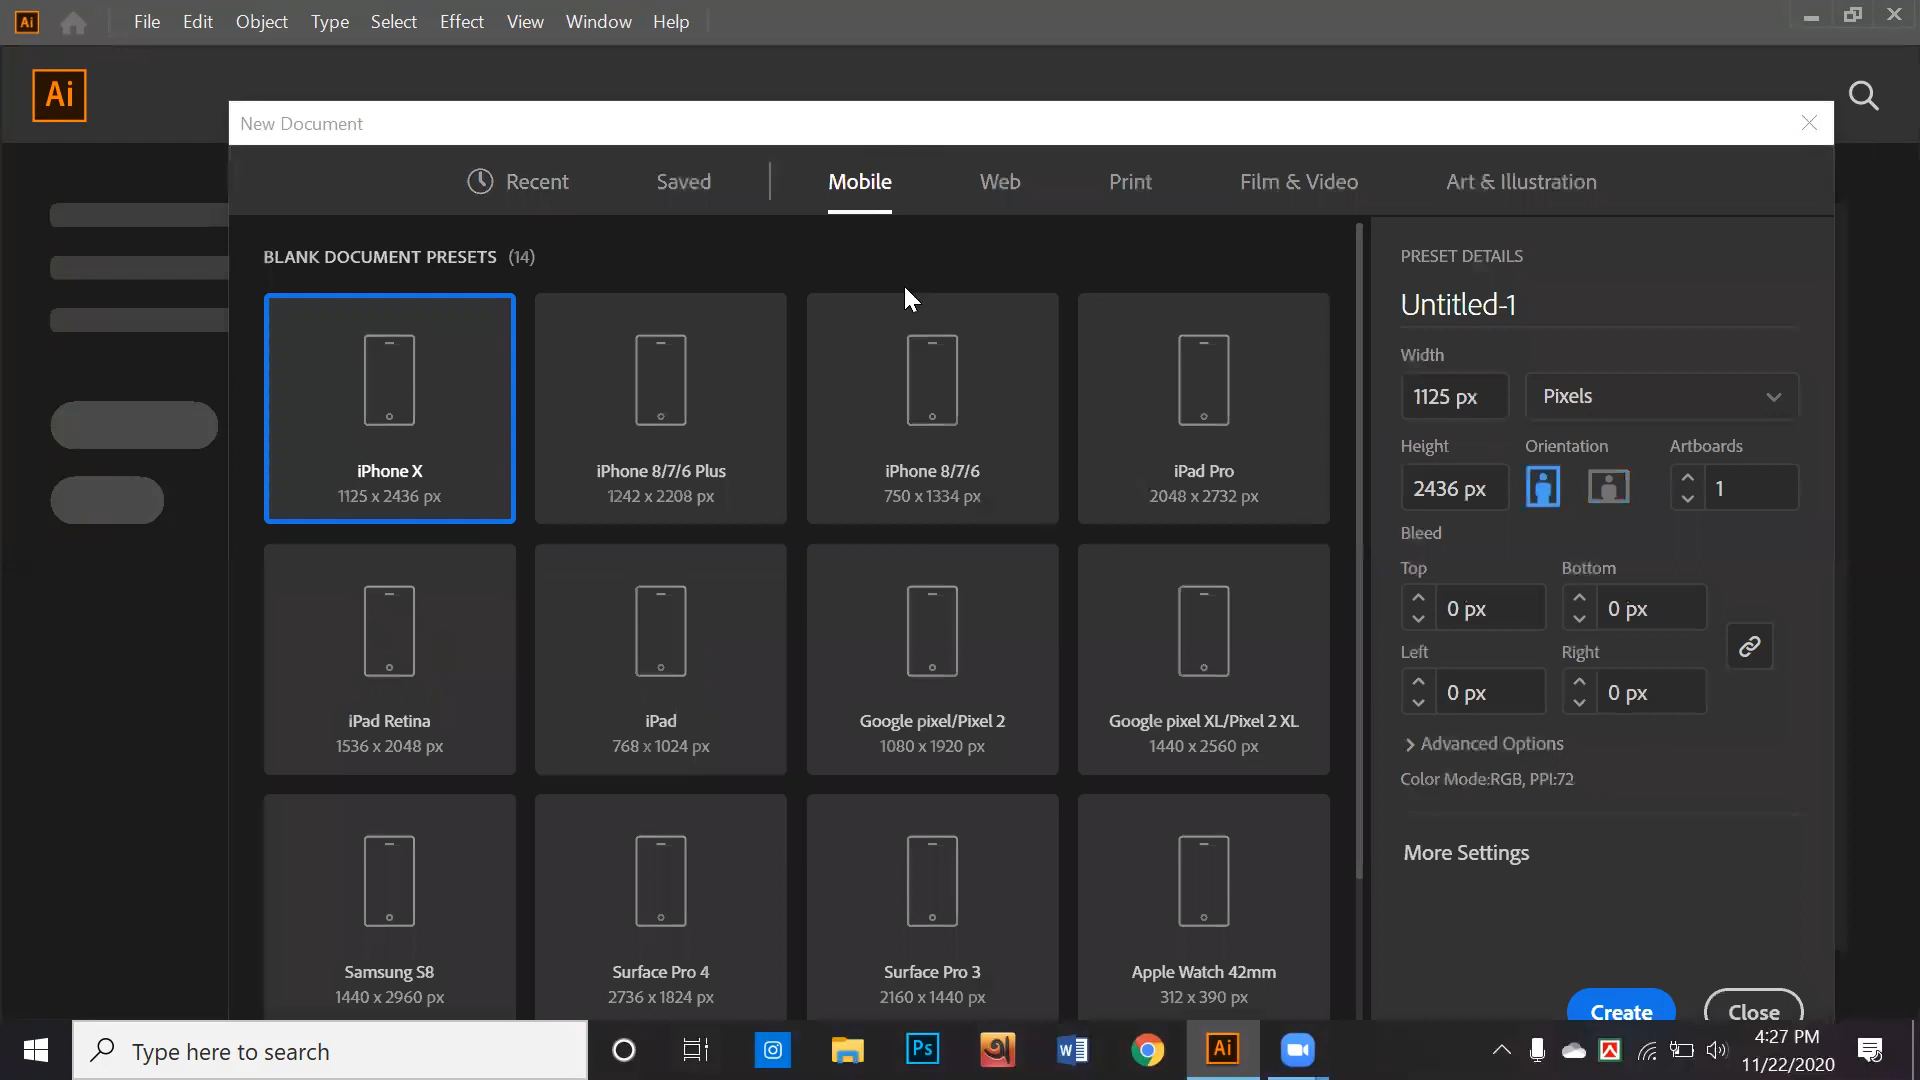 Ai File Edit Object Type Select Effect View Window Help
Ai
New Document
Recent Saved Mobile Web Print Film & Video Art & Illustration
BLANK DOCUMENT PRESETS (14)
iPhone X
1125 x 2436 px
iPhone 8/7/6 Plus
1242 x 2208 px
iPhone 8/7/6
750 x 1334 px
iPad Pro
2048 x 2732 px
iPad Retina
1536 x 2048 px
iPad
768 x 1024 px
Google pixel/Pixel 2
1080 x 1920 px
Google pixel XL/Pixel 2 XL
1440 x 2560 px
Samsung S8
1440 x 2960 px
Surface Pro 4
2736 x 1824 px
Surface Pro 3
2160 x 1440 px
Apple Watch 42mm
312 x 390 px
PRESET DETAILS
Untitled-1
Width
1125 px Pixels
Height Orientation Artboards
2436 px 1
Bleed
Top Bottom
0 px 0 px
Left Right
0 px 0 px
Advanced Options
Color Mode:RGB, PPI:72
More Settings
Create Close
Type here to search
Ps
Ai
4:27 PM
11/22/2020